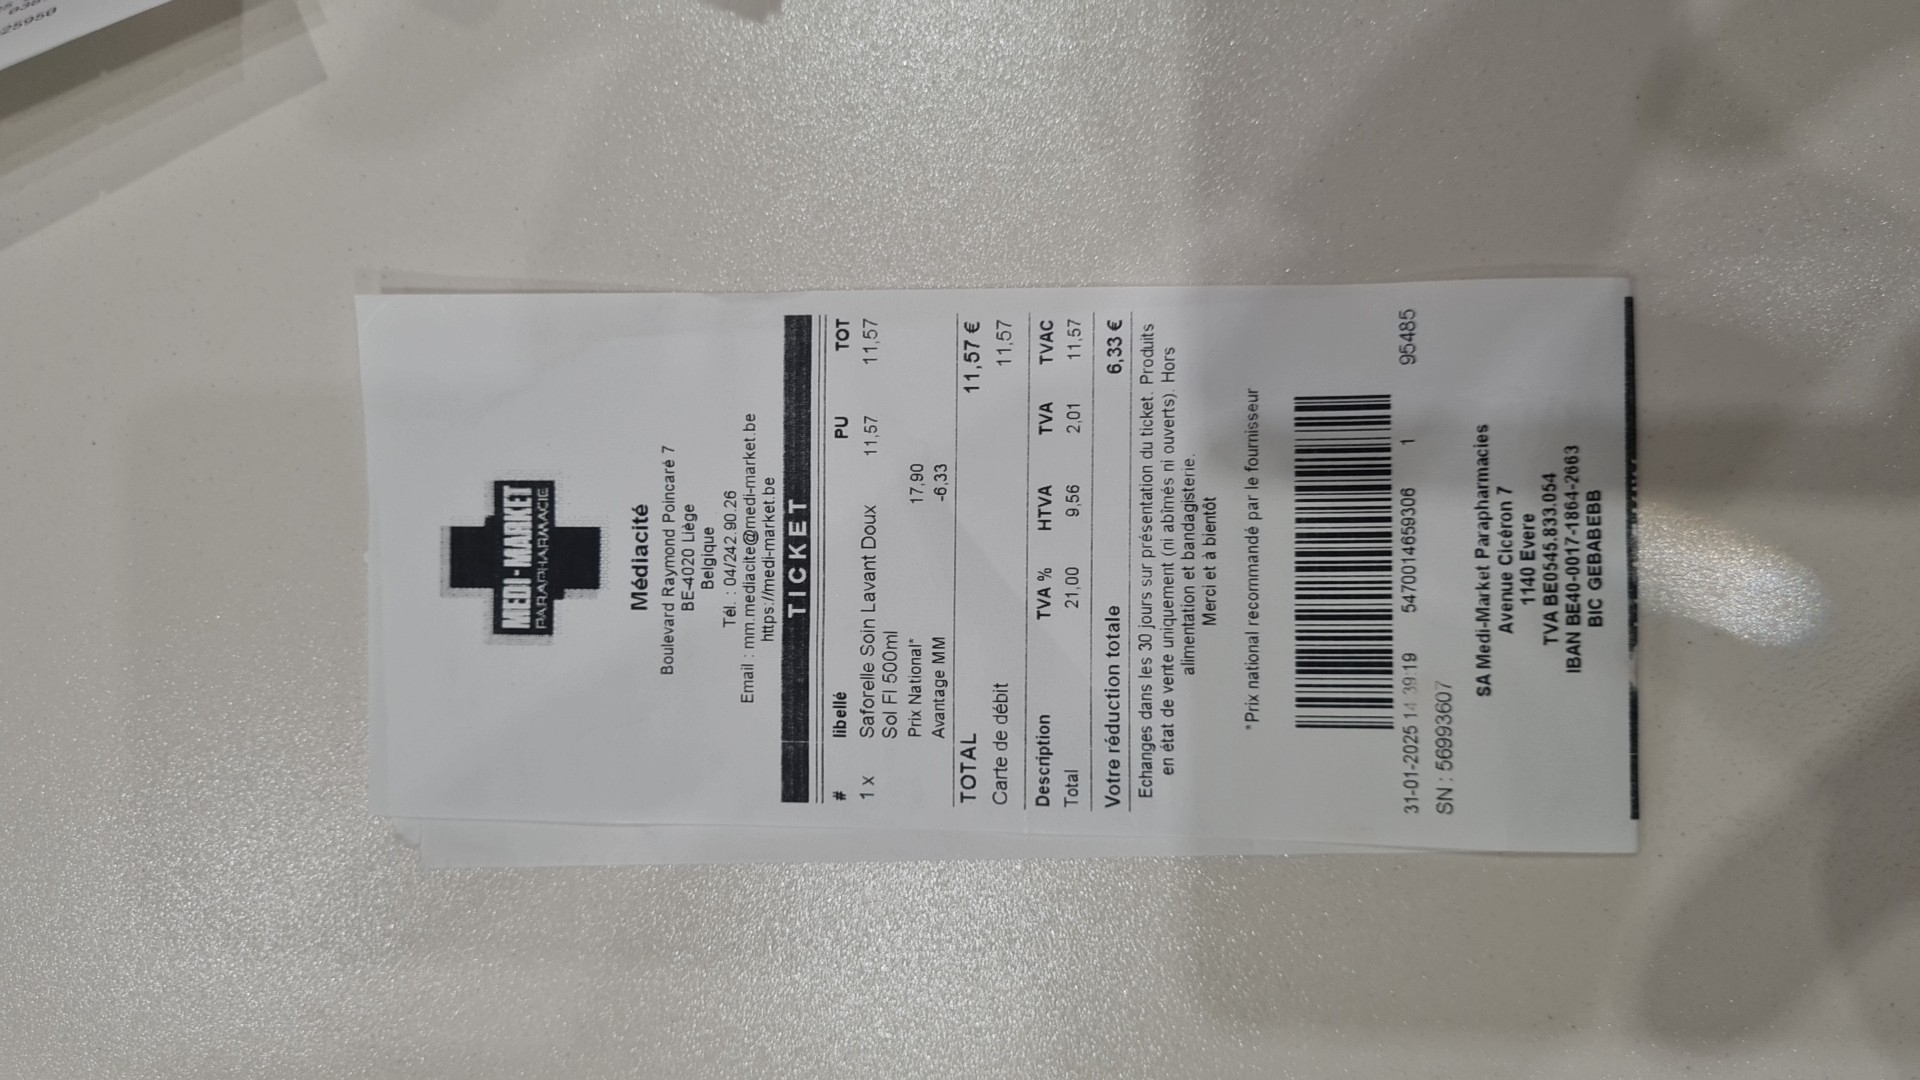 MEDI-MARKET
PARAPHARMACIE
Médiacité
Boulevard Raymond Poincaré 7
BE-4020 Liège
Belgique
Tél. : 04/242.90.26
Email : mm.mediacite@medi-market.be
https://medi-market.be
TICKET
# libellé PU TOT
1 x Saforelle Soin Lavant Doux 11,57 11,57
Sol Fl 500ml
Prix National* 17,90
Avantage MM -6,33
TOTAL 11,57 €
Carte de débit 11,57
Description TVA % HTVA TVA TVAC
Total 21,00 9,56 2,01 11,57
Votre réduction totale 6,33 €
Echanges dans les 30 jours sur présentation du ticket. Produits
en état de vente uniquement (ni abîmés ni ouverts). Hors
alimentation et bandagisterie.
Merci et à bientôt
*Prix national recommandé par le fournisseur
31-01-2025 14:39:19 5470014659306 1 95485
SN : 56993607
SA Medi-Market Parapharmacies
Avenue Cicéron 7
1140 Evere
TVA BE0545.833.054
IBAN BE40-0017-1864-2663
BIC GEBABEBB
25950